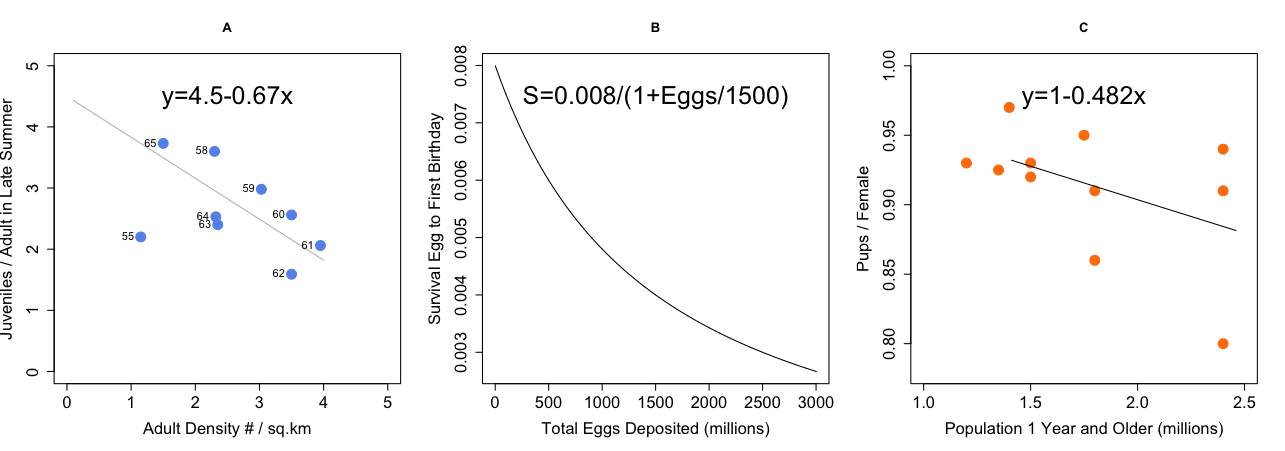 A
y=4.5-0.67x
Juveniles / Adult in Late Summer
5
4
3
2
1
0
65
58
59
64
63
60
55
61
62
0 1 2 3 4 5
Adult Density # / sq.km
B
S=0.008/(1+Eggs/1500)
Survival Egg to First Birthday
0.008
0.007
0.006
0.005
0.004
0.003
0 500 1000 1500 2000 2500 3000
Total Eggs Deposited (millions)
C
y=1-0.482x
Pups / Female
1.00
0.95
0.90
0.85
0.80
1.0 1.5 2.0 2.5
Population 1 Year and Older (millions)